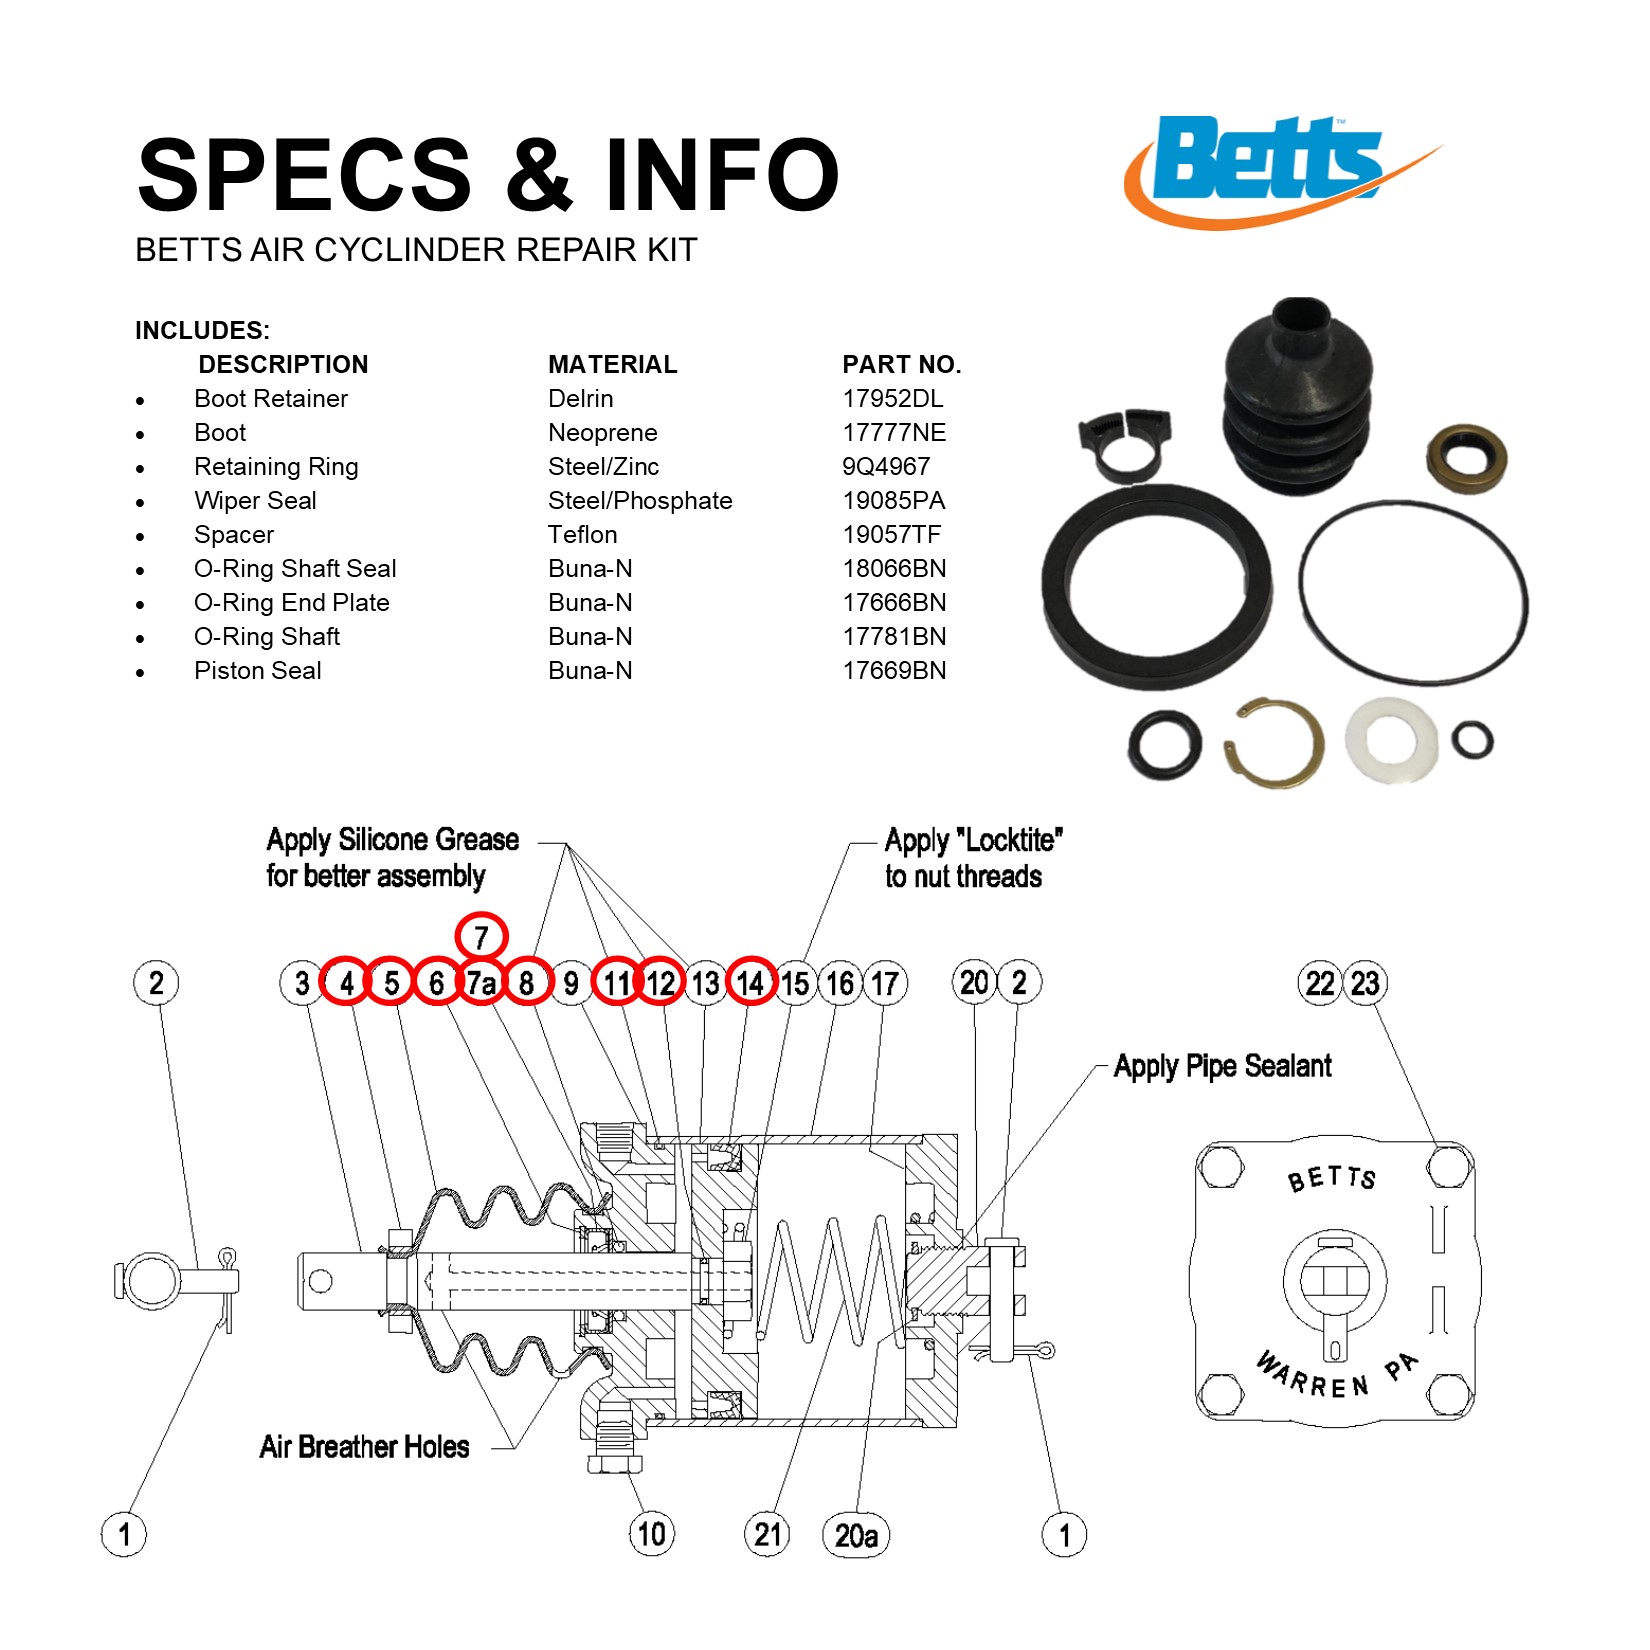 SPECS & INFO
Betts™
BETTS AIR CYCLINDER REPAIR KIT
INCLUDES:
DESCRIPTION MATERIAL PART NO.
• Boot Retainer Delrin 17952DL
• Boot Neoprene 17777NE
• Retaining Ring Steel/Zinc 9Q4967
• Wiper Seal Steel/Phosphate 19085PA
• Spacer Teflon 19057TF
• O-Ring Shaft Seal Buna-N 18066BN
• O-Ring End Plate Buna-N 17666BN
• O-Ring Shaft Buna-N 17781BN
• Piston Seal Buna-N 17669BN
Apply Silicone Grease
for better assembly
Apply "Locktite"
to nut threads
7
2 3 4 5 6 7a 8 9 11 12 13 14 15 16 17 20 2 22 23
Apply Pipe Sealant
BETTS
WARREN PA
Air Breather Holes
1 10 21 20a 1